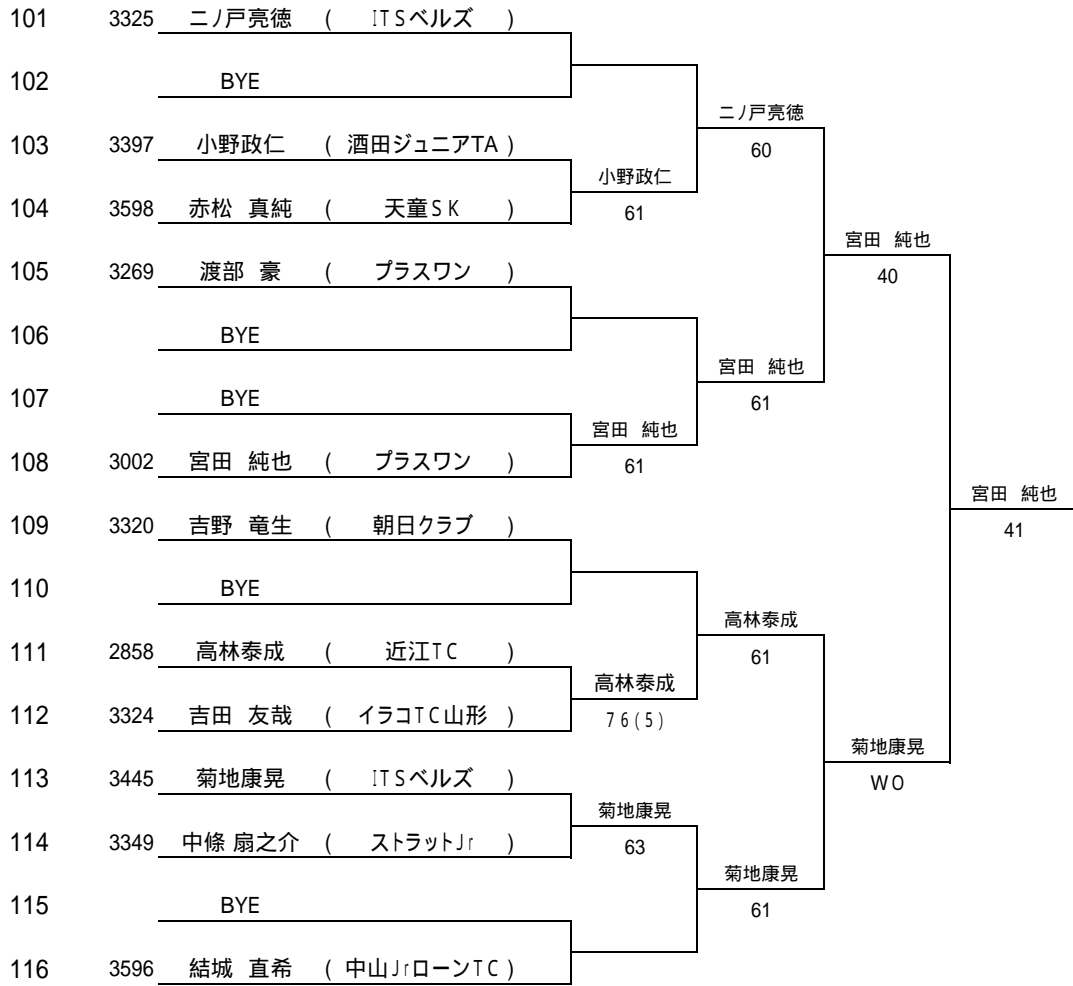 101 3325 二ノ戸亮徳 ( ITSベルズ )
102 BYE
二ノ戸亮徳
103 3397 小野政仁 ( 酒田ジュニアTA ) 60
小野政仁
104 3598 赤松 真純 ( 天童SK ) 61
宮田 純也
105 3269 渡部 豪 ( プラスワン ) 40
106 BYE
宮田 純也
107 BYE 61
宮田 純也
108 3002 宮田 純也 ( プラスワン ) 61
宮田 純也
109 3320 吉野 竜生 ( 朝日クラブ ) 41
110 BYE
高林泰成
111 2858 高林泰成 ( 近江TC ) 61
高林泰成
112 3324 吉田 友哉 ( イラコTC山形 ) 76(5)
菊地康晃
113 3445 菊地康晃 ( ITSベルズ ) WO
菊地康晃
114 3349 中條 扇之介 ( ストラットJr ) 63
菊地康晃
115 BYE 61
116 3596 結城 直希 ( 中山JrローンTC )